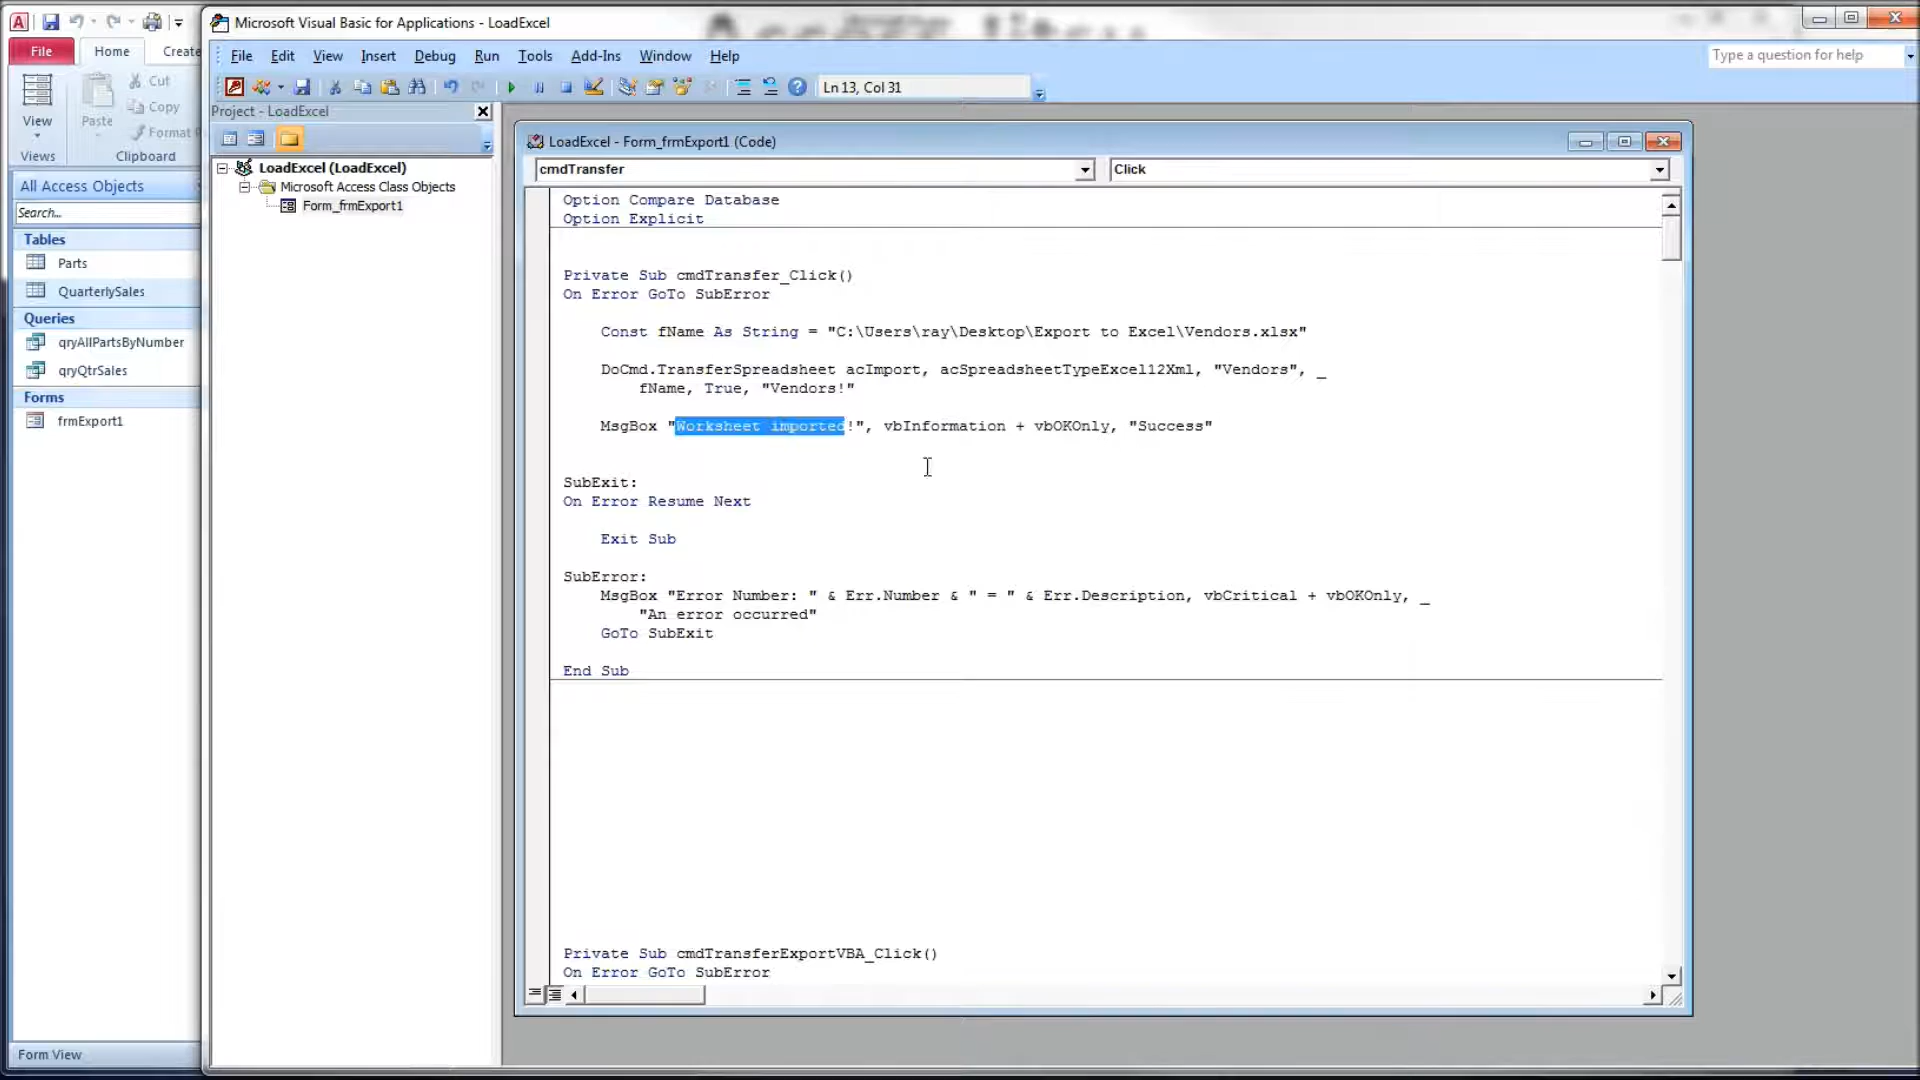 Microsoft Visual Basic for Applications - LoadExcel
File Home Create
File Edit View Insert Debug Run Tools Add-Ins Window Help
Type a question for help
Ln 13, Col 31
View
Paste
Cut
Copy
Format
Views Clipboard
All Access Objects
Search...
Tables
Parts
QuarterlySales
Queries
qryAllPartsByNumber
qryQtrSales
Forms
frmExport1
Form View
Project - LoadExcel
LoadExcel (LoadExcel)
Microsoft Access Class Objects
Form_frmExport1
LoadExcel - Form_frmExport1 (Code)
cmdTransfer
Click
Option Compare Database
Option Explicit
Private Sub cmdTransfer_Click()
On Error GoTo SubError
Const fName As String = "C:\Users\ray\Desktop\Export to Excel\Vendors.xlsx"
DoCmd.TransferSpreadsheet acImport, acSpreadsheetTypeExcel12Xml, "Vendors", _
fName, True, "Vendors!"
MsgBox "Worksheet imported!", vbInformation + vbOKOnly, "Success"
SubExit:
On Error Resume Next
Exit Sub
SubError:
MsgBox "Error Number: " & Err.Number & " = " & Err.Description, vbCritical + vbOKOnly, _
"An error occurred"
GoTo SubExit
End Sub
Private Sub cmdTransferExportVBA_Click()
On Error GoTo SubError